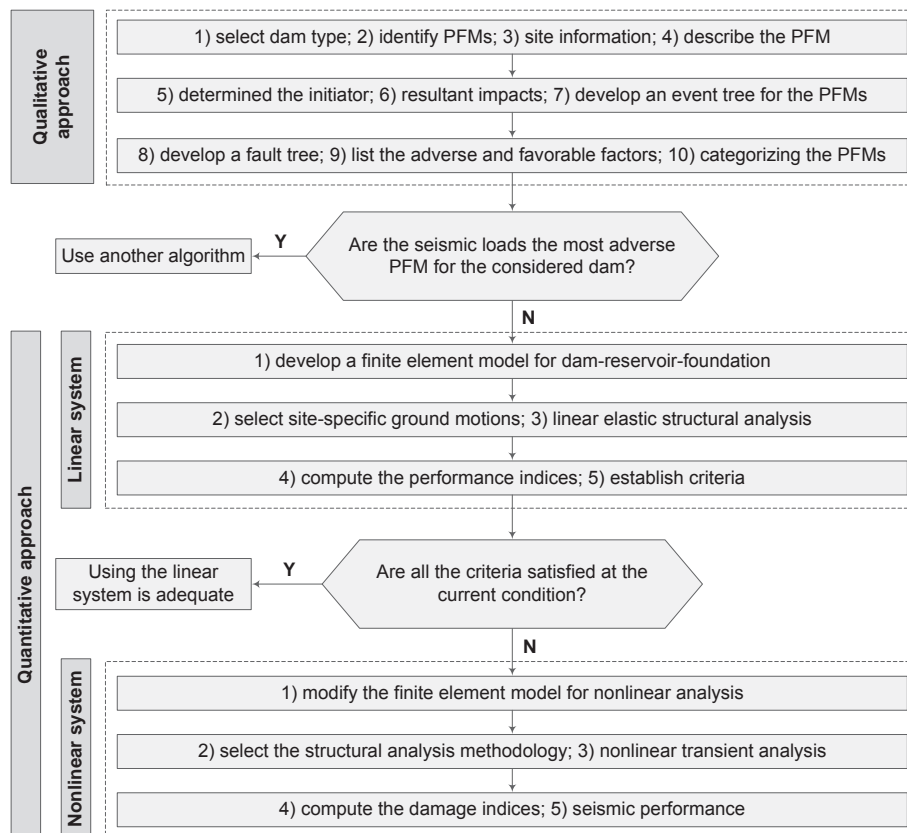 Qualitative
approach
1) select dam type; 2) identify PFMs; 3) site information; 4) describe the PFM
5) determined the initiator; 6) resultant impacts; 7) develop an event tree for the PFMs
8) develop a fault tree; 9) list the adverse and favorable factors; 10) categorizing the PFMs
Are the seismic loads the most adverse
PFM for the considered dam?
Y
Use another algorithm
N
Quantitative approach
Linear system
1) develop a finite element model for dam-reservoir-foundation
2) select site-specific ground motions; 3) linear elastic structural analysis
4) compute the performance indices; 5) establish criteria
Are all the criteria satisfied at the
current condition?
Y
Using the linear
system is adequate
N
Nonlinear system
1) modify the finite element model for nonlinear analysis
2) select the structural analysis methodology; 3) nonlinear transient analysis
4) compute the damage indices; 5) seismic performance